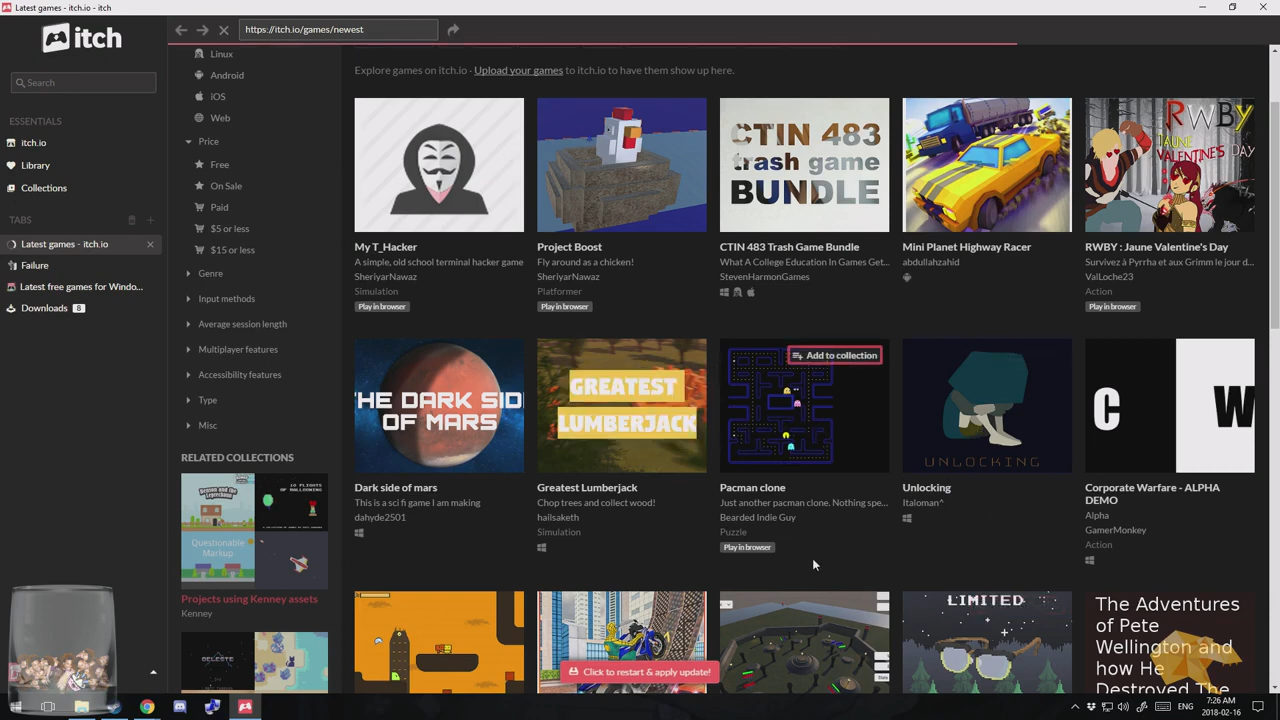 Latest games - itch.io - itch
itch
https://itch.io/games/newest
Search
ESSENTIALS
itch.io
Library
Collections
TABS
Latest games - itch.io
Failure
Latest free games for Windo...
Downloads 8
Linux
Android
iOS
Web
Price
Free
On Sale
Paid
$5 or less
$15 or less
Genre
Input methods
Average session length
Multiplayer features
Accessibility features
Type
Misc
RELATED COLLECTIONS
Questionable
Markup
Projects using Kenney assets
Kenney
CELESTE
Explore games on itch.io · Upload your games to itch.io to have them show up here.
CTIN 483
trash game
BUNDLE
RWBY
JAUNE
VALENTINE'S DAY
My T_Hacker
A simple, old school terminal hacker game
SheriyarNawaz
Simulation
Play in browser
Project Boost
Fly around as a chicken!
SheriyarNawaz
Platformer
Play in browser
CTIN 483 Trash Game Bundle
What A College Education In Games Get...
StevenHarmonGames
Mini Planet Highway Racer
abdullahzahid
RWBY : Jaune Valentine's Day
Survivez à Pyrrha et aux Grimm le jour d...
ValLoche23
Action
Play in browser
THE DARK SIDE
OF MARS
GREATEST
LUMBERJACK
Add to collection
UNLOCKING
C W
Dark side of mars
This is a sci fi game I am making
dahyde2501
Greatest Lumberjack
Chop trees and collect wood!
hailsaketh
Simulation
Pacman clone
Just another pacman clone. Nothing spe...
Bearded Indie Guy
Puzzle
Play in browser
Unlocking
Italoman^
Corporate Warfare - ALPHA
DEMO
Alpha
GamerMonkey
Action
LIMITED
The Adventures
of Pete
Wellington and
how He
Destroyed The
Click to restart & apply update!
ENG
7:26 AM
2018-02-16